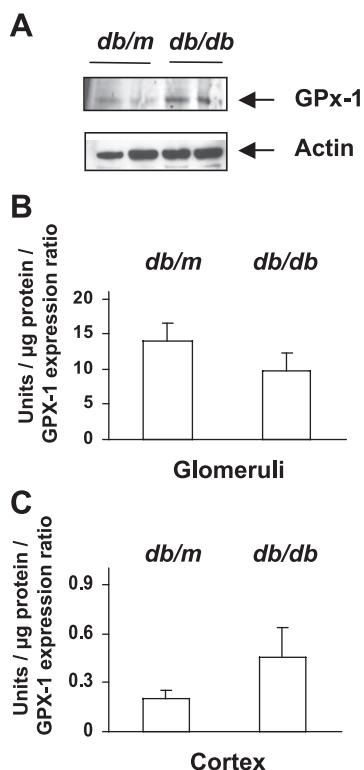 A
db/m db/db
GPx-1
Actin
B
db/m db/db
Units / µg protein /
GPX-1 expression ratio
20
15
10
5
0
Glomeruli
C
db/m db/db
Units / µg protein /
GPX-1 expression ratio
0.9
0.6
0.3
0
Cortex